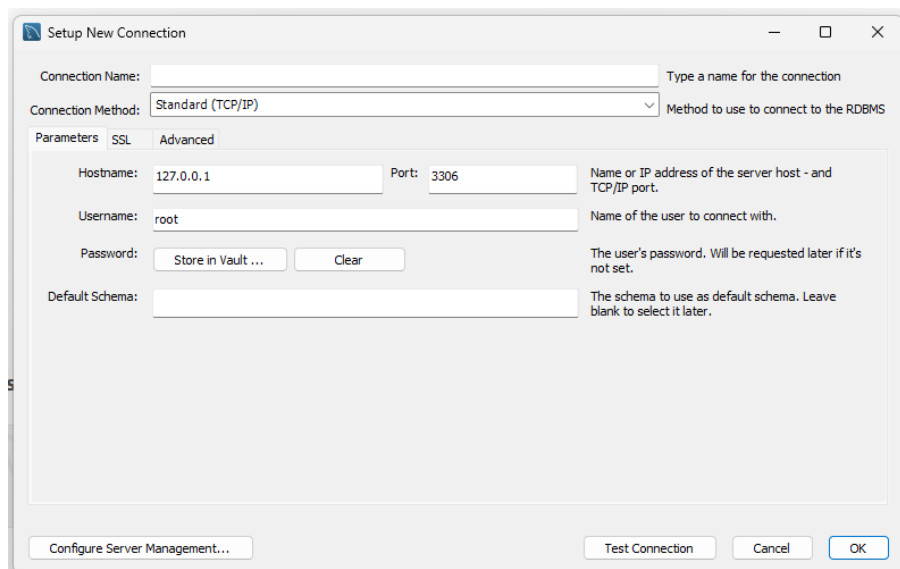 Setup New Connection
Connection Name:
Type a name for the connection
Connection Method:
Standard (TCP/IP)
Method to use to connect to the RDBMS
Parameters
SSL
Advanced
Hostname:
127.0.0.1
Port:
3306
Name or IP address of the server host - and
TCP/IP port.
Username:
root
Name of the user to connect with.
Password:
Store in Vault ...
Clear
The user's password. Will be requested later if it's
not set.
Default Schema:
The schema to use as default schema. Leave
blank to select it later.
Configure Server Management...
Test Connection
Cancel
OK